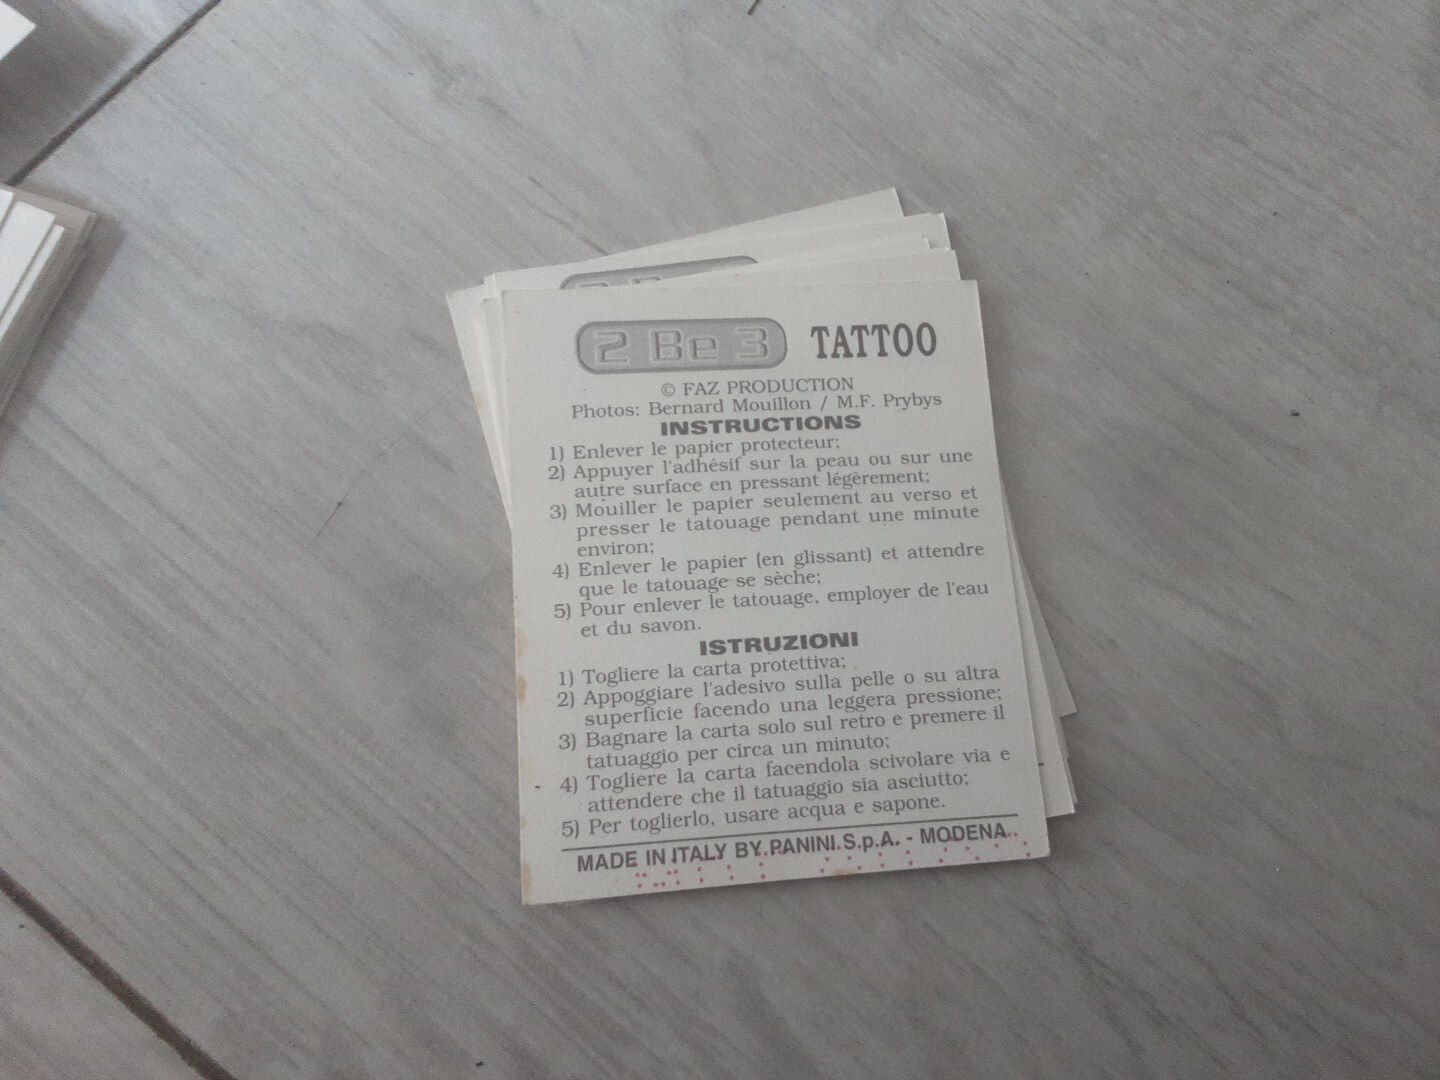 2 Be 3 TATTOO
© FAZ PRODUCTION
Photos: Bernard Mouillon / M.F. Prybys
INSTRUCTIONS
1) Enlever le papier protecteur;
2) Appuyer l'adhésif sur la peau ou sur une
autre surface en pressant légèrement;
3) Mouiller le papier seulement au verso et
presser le tatouage pendant une minute
environ;
4) Enlever le papier (en glissant) et attendre
que le tatouage se sèche;
5) Pour enlever le tatouage, employer de l'eau
et du savon.
ISTRUZIONI
1) Togliere la carta protettiva;
2) Appoggiare l'adesivo sulla pelle o su altra
superficie facendo una leggera pressione;
3) Bagnare la carta solo sul retro e premere il
tatuaggio per circa un minuto;
4) Togliere la carta facendola scivolare via e
attendere che il tatuaggio sia asciutto;
5) Per toglierlo, usare acqua e sapone.
MADE IN ITALY BY PANINI S.p.A. - MODENA